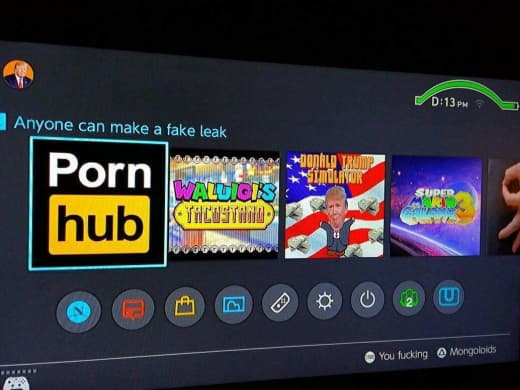 D:13 PM
Anyone can make a fake leak
Porn
hub
WALUIGI'S
TACOSTAND
DONALD TRUMP
SIMULATOR
SUPER
MARIO
GALAXY 3
2
You fucking
Mongoloids